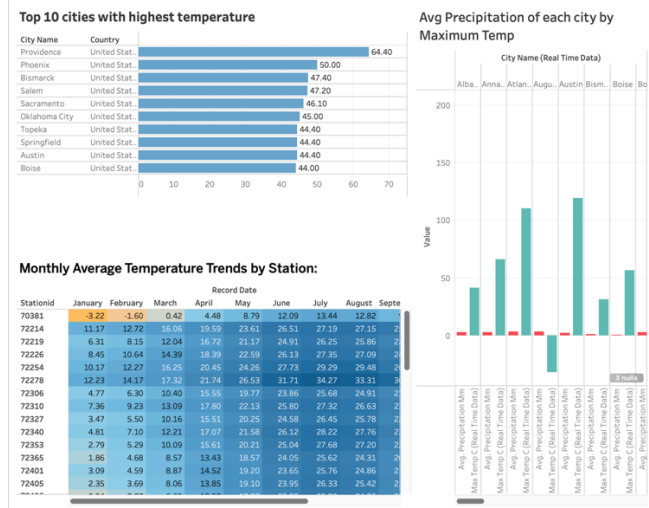 Top 10 cities with highest temperature
City Name Country
Providence United Stat.. 64.40
Phoenix United Stat.. 50.00
Bismarck United Stat.. 47.40
Salem United Stat.. 47.20
Sacramento United Stat.. 46.10
Oklahoma City United Stat.. 45.00
Topeka United Stat.. 44.40
Springfield United Stat.. 44.40
Austin United Stat.. 44.40
Boise United Stat.. 44.00
0 10 20 30 40 50 60 70
Avg Precipitation of each city by
Maximum Temp
City Name (Real Time Data)
Alba.. Anna.. Atlan.. Augu.. Austin Bism.. Boise Bo
200
150
100
50
0
Value
3 nulls
Avg. Precipitation Mm
Max Temp C (Real Time Data)
Avg. Precipitation Mm
Max Temp C (Real Time Data)
Avg. Precipitation Mm
Max Temp C (Real Time Data)
Avg. Precipitation Mm
Max Temp C (Real Time Data)
Avg. Precipitation Mm
Max Temp C (Real Time Data)
Avg. Precipitation Mm
Max Temp C (Real Time Data)
Avg. Precipitation Mm
Max Temp C (Real Time Data)
Avg. Precipitation Mm
Monthly Average Temperature Trends by Station:
Record Date
Stationid January February March April May June July August Septe
70381 -3.22 -1.60 0.42 4.48 8.79 12.09 13.44 12.82
72214 11.17 12.72 16.06 19.59 23.61 26.51 27.19 27.15
72219 6.31 8.15 12.04 16.72 21.17 24.91 26.25 25.86
72226 8.45 10.64 14.39 18.39 22.59 26.13 27.35 27.09
72254 10.17 12.27 16.25 20.45 24.26 27.73 29.29 29.48
72278 12.23 14.17 17.32 21.74 26.53 31.71 34.27 33.31
72306 4.77 6.30 10.40 15.55 19.77 23.86 25.68 24.91
72310 7.36 9.23 13.09 17.80 22.13 25.80 27.32 26.63
72327 3.47 5.50 10.16 15.51 20.25 24.58 26.45 25.78
72340 4.81 7.10 12.21 17.07 21.58 26.12 28.22 27.76
72353 2.79 5.29 10.09 15.61 20.21 25.04 27.68 27.20
72365 1.86 4.68 8.57 13.43 18.57 24.05 25.62 24.31
72401 3.09 4.59 8.87 14.52 19.20 23.65 25.76 24.86
72405 2.35 3.69 8.06 13.85 19.10 23.95 26.33 25.42